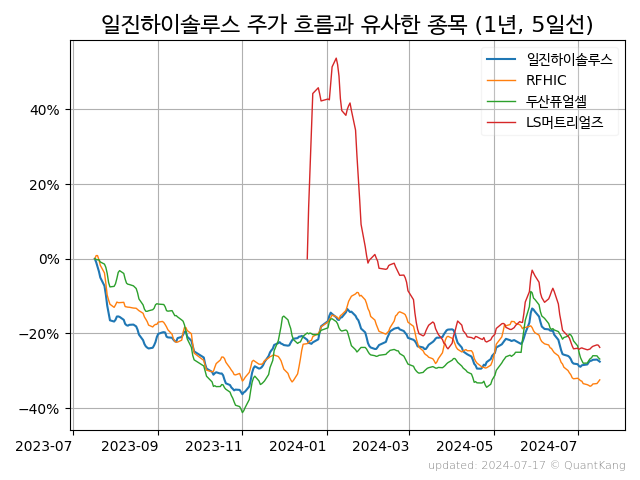 일진하이솔루스 주가 흐름과 유사한 종목 (1년, 5일선)
일진하이솔루스
RFHIC
두산퓨얼셀
LS머트리얼즈
40%
20%
0%
−20%
−40%
2023-07 2023-09 2023-11 2024-01 2024-03 2024-05 2024-07
updated: 2024-07-17 © QuantKang